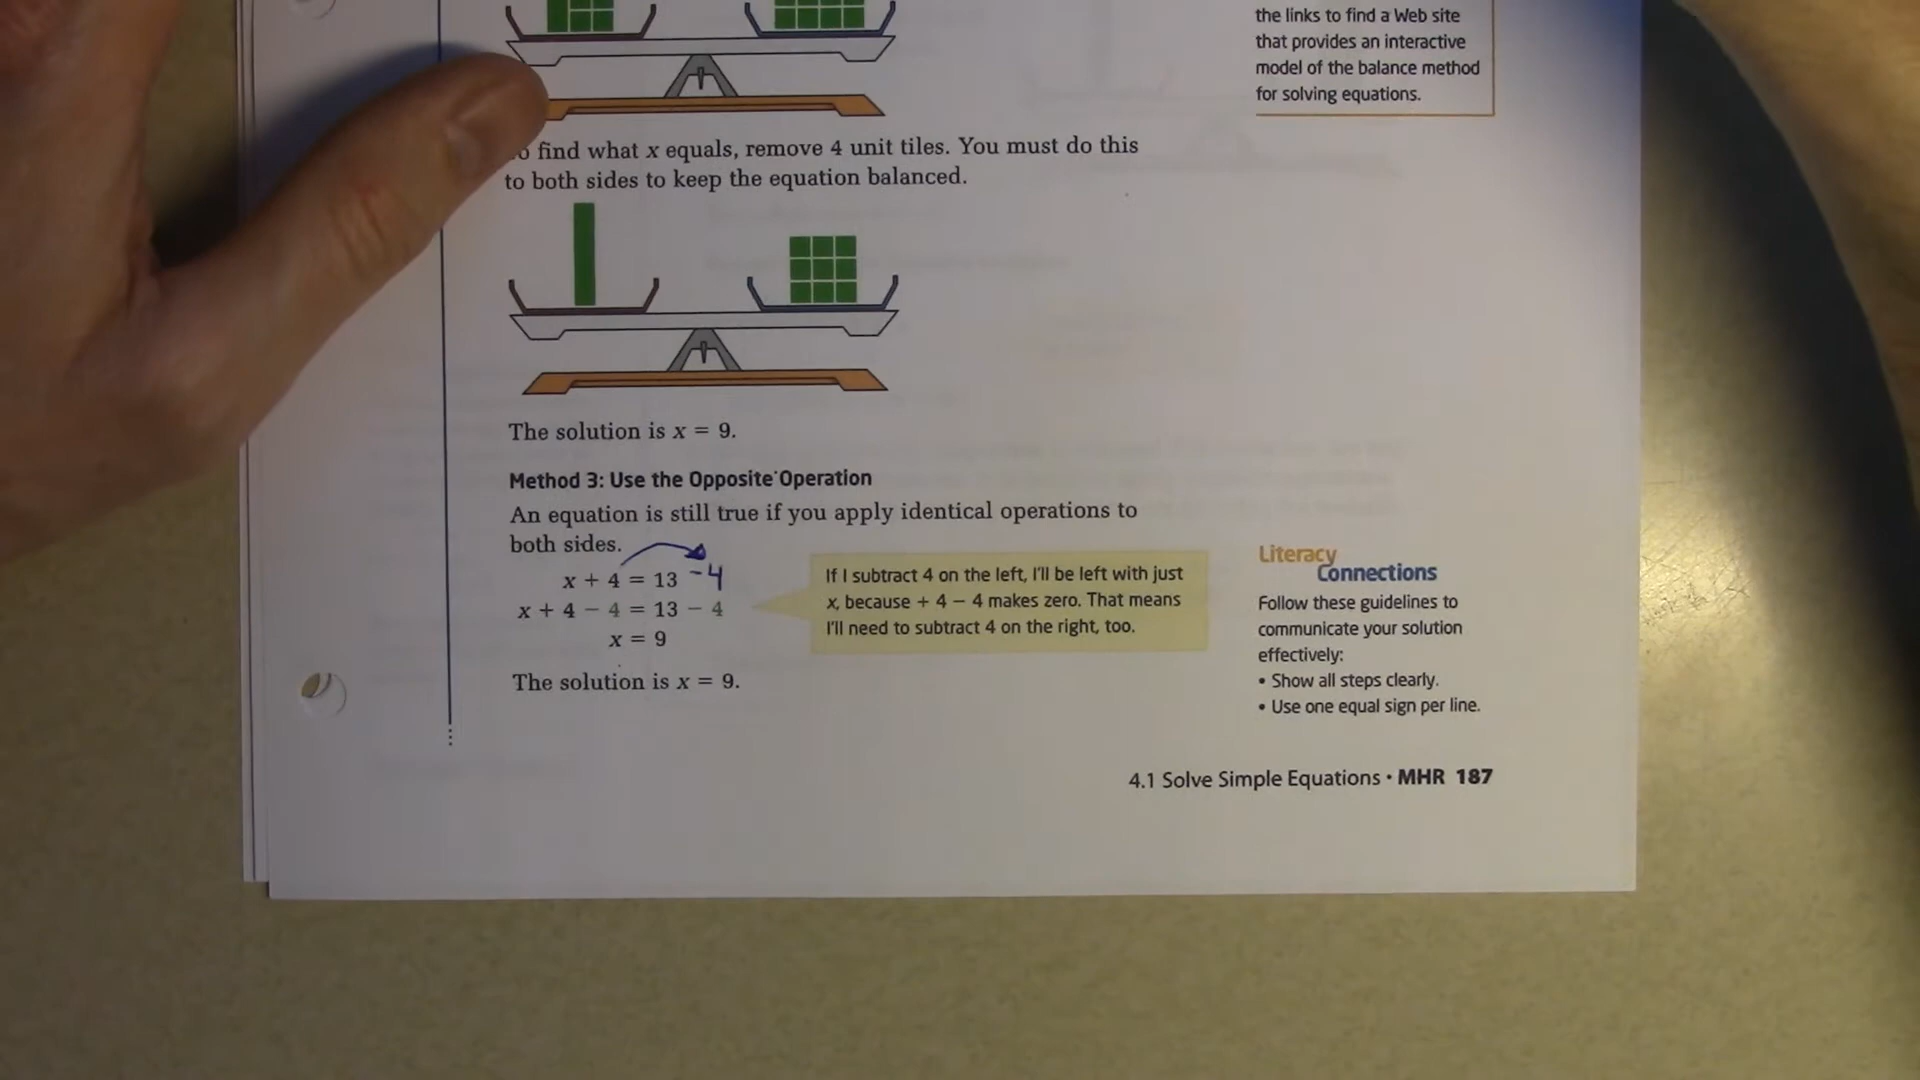 the links to find a Web site
that provides an interactive
model of the balance method
for solving equations.
find what x equals, remove 4 unit tiles. You must do this
to both sides to keep the equation balanced.
The solution is x = 9.
Method 3: Use the Opposite Operation
An equation is still true if you apply identical operations to
both sides.
x + 4 = 13 -4
x + 4 − 4 = 13 − 4
x = 9
The solution is x = 9.
If I subtract 4 on the left, I'll be left with just
x, because + 4 − 4 makes zero. That means
I'll need to subtract 4 on the right, too.
Literacy
Connections
Follow these guidelines to
communicate your solution
effectively:
• Show all steps clearly.
• Use one equal sign per line.
4.1 Solve Simple Equations • MHR 187